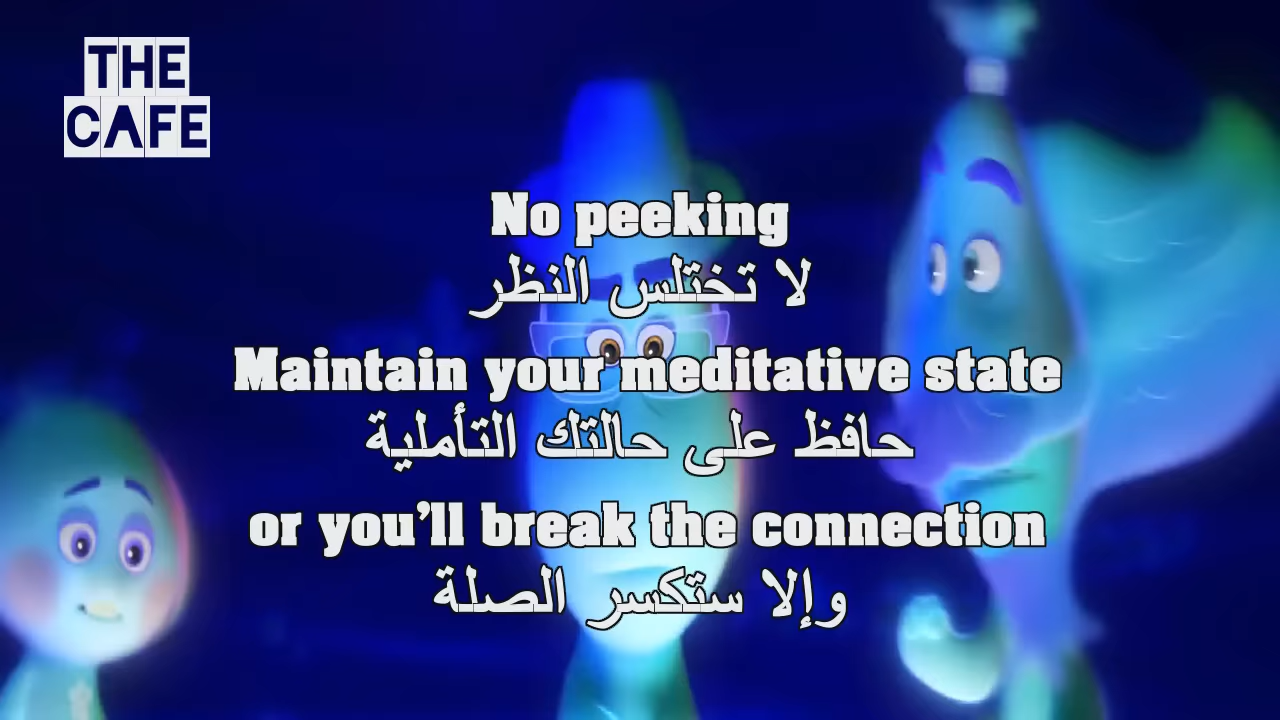 THE
CAFE
No peeking
لا تختلس النظر
Maintain your meditative state
حافظ على حالتك التأملية
or you'll break the connection
وإلا ستكسر الصلة